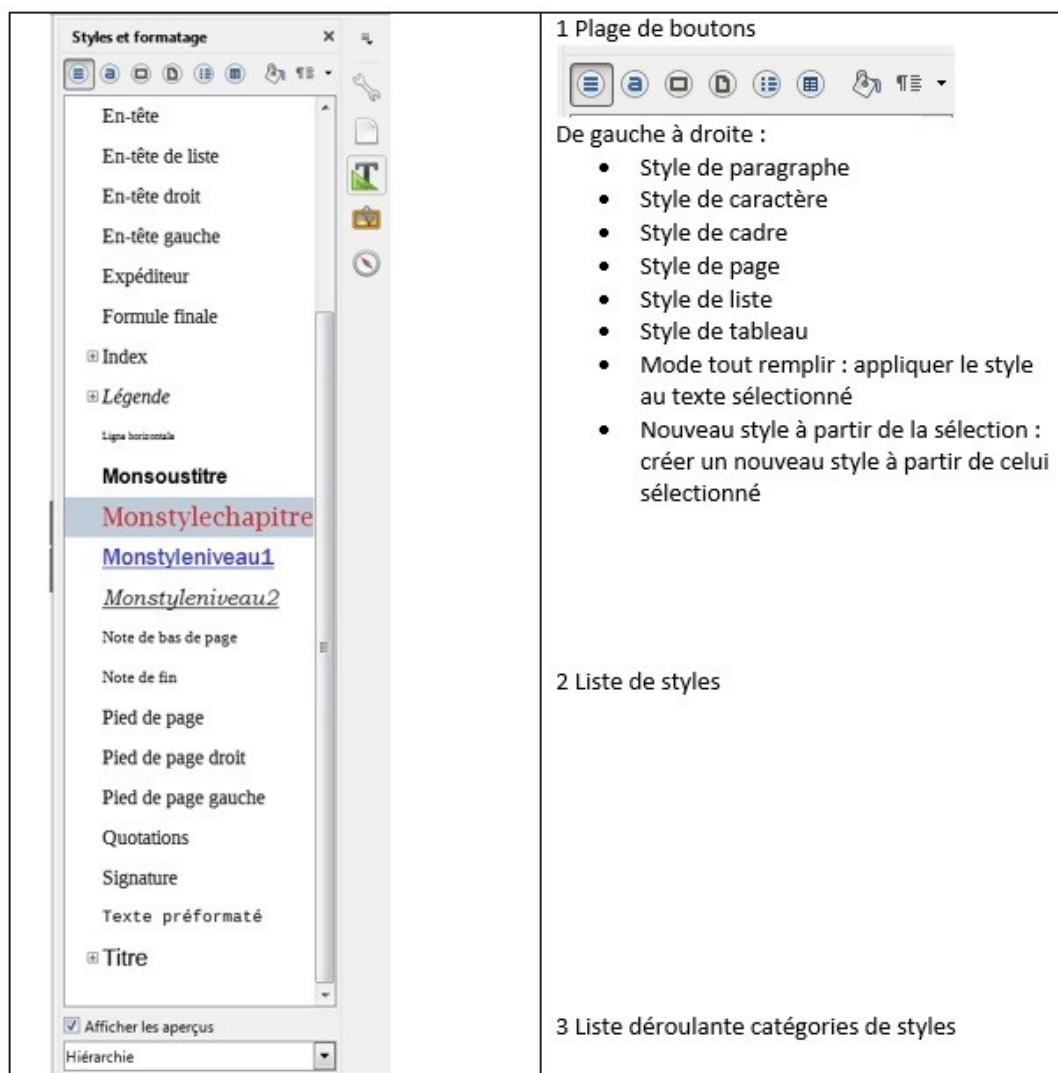 Styles et formatage
En-tête
En-tête de liste
En-tête droit
En-tête gauche
Expéditeur
Formule finale
Index
Légende
Ligne horizontale
Monsoustitre
Monstylechapitre
Monstyleniveau1
Monstyleniveau2
Note de bas de page
Note de fin
Pied de page
Pied de page droit
Pied de page gauche
Quotations
Signature
Texte préformaté
Titre
Afficher les aperçus
Hiérarchie
1 Plage de boutons
De gauche à droite :
• Style de paragraphe
• Style de caractère
• Style de cadre
• Style de page
• Style de liste
• Style de tableau
• Mode tout remplir : appliquer le style
au texte sélectionné
• Nouveau style à partir de la sélection :
créer un nouveau style à partir de celui
sélectionné
2 Liste de styles
3 Liste déroulante catégories de styles